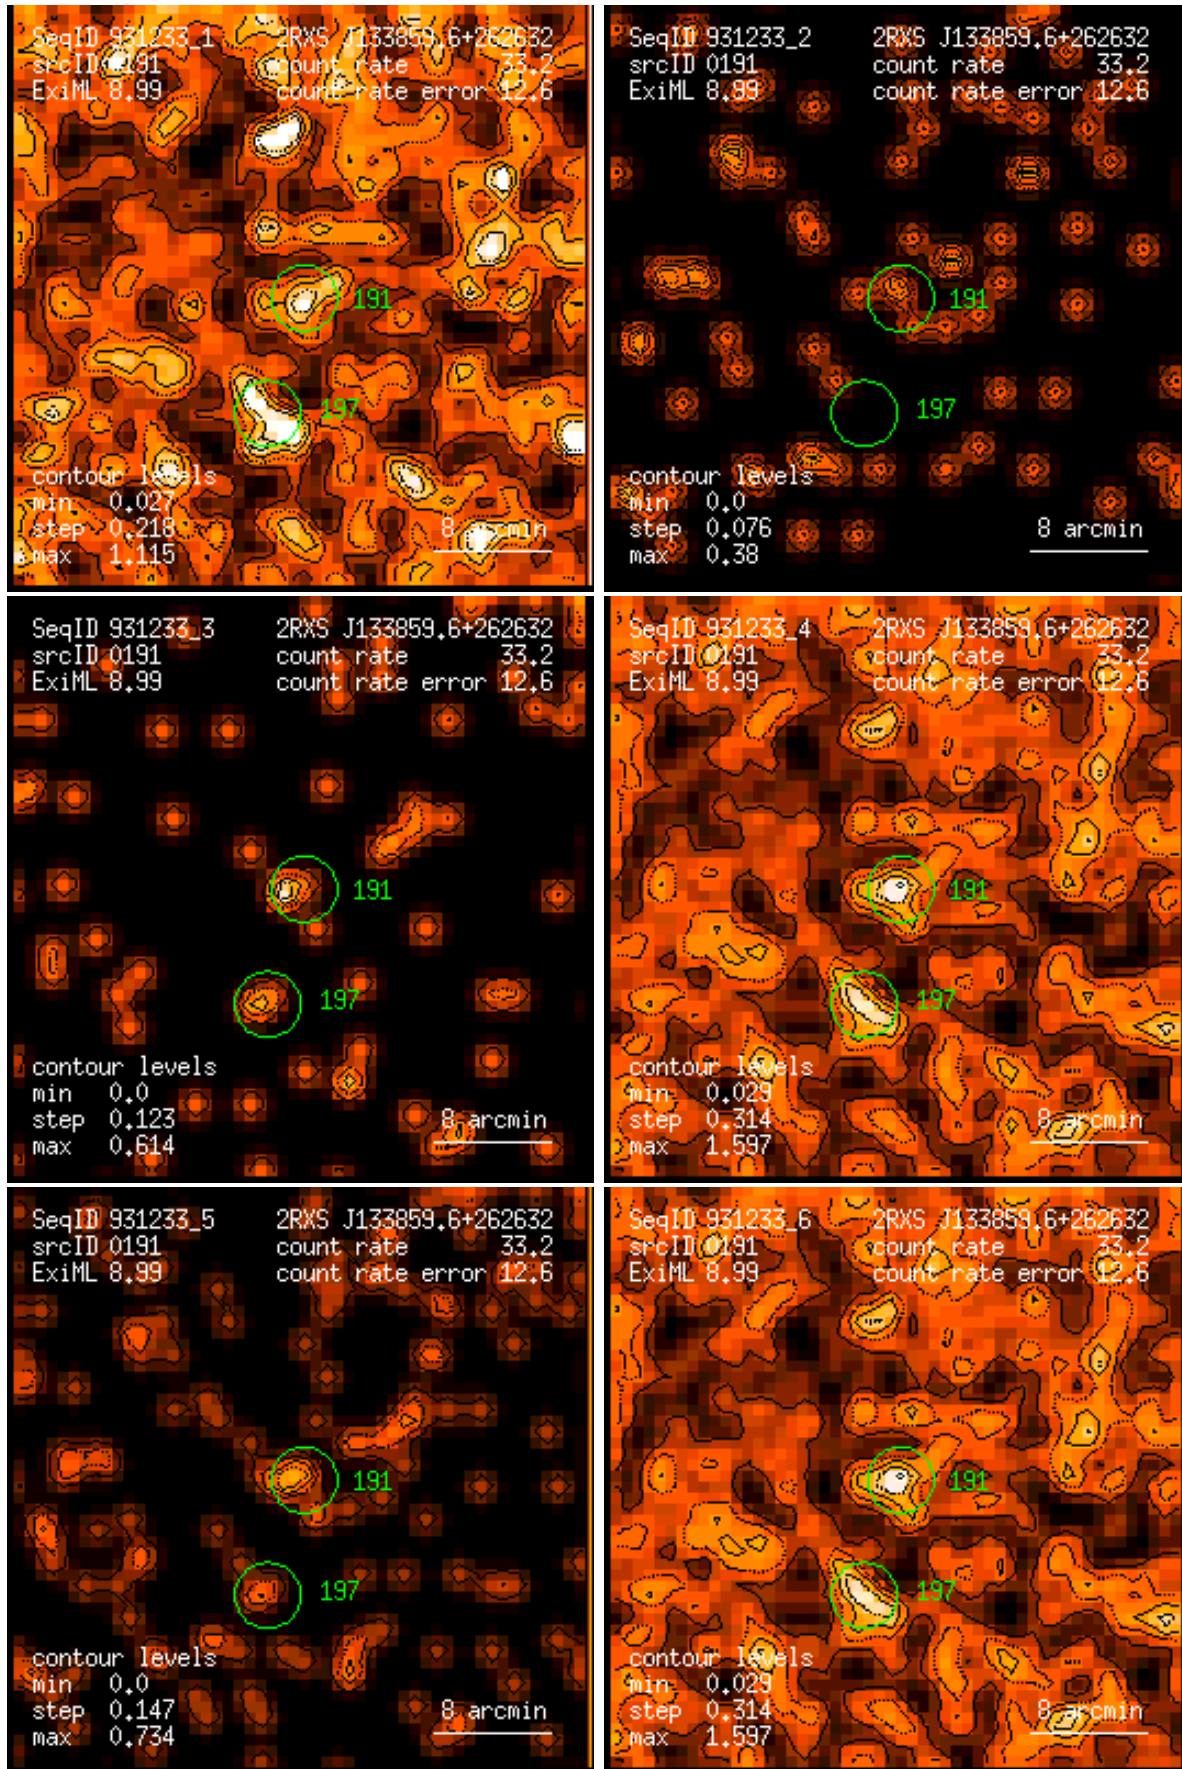 SeqID 931233_1 2RXS J133859.6+262632
srcID 0191 count rate 33.2
ExiML 8.99 count rate error 12.6
191
197
contour levels
min 0.027
step 0.218 8 arcmin
max 1.115
SeqID 931233_2 2RXS J133859.6+262632
srcID 0191 count rate 33.2
ExiML 8.99 count rate error 12.6
191
197
contour levels
min 0.0
step 0.076 8 arcmin
max 0.38
SeqID 931233_3 2RXS J133859.6+262632
srcID 0191 count rate 33.2
ExiML 8.99 count rate error 12.6
191
197
contour levels
min 0.0
step 0.123 8 arcmin
max 0.614
SeqID 931233_4 2RXS J133859.6+262632
srcID 0191 count rate 33.2
ExiML 8.99 count rate error 12.6
191
197
contour levels
min 0.029
step 0.314 8 arcmin
max 1.597
SeqID 931233_5 2RXS J133859.6+262632
srcID 0191 count rate 33.2
ExiML 8.99 count rate error 12.6
191
197
contour levels
min 0.0
step 0.147 8 arcmin
max 0.734
SeqID 931233_6 2RXS J133859.6+262632
srcID 0191 count rate 33.2
ExiML 8.99 count rate error 12.6
191
197
contour levels
min 0.029
step 0.314 8 arcmin
max 1.597